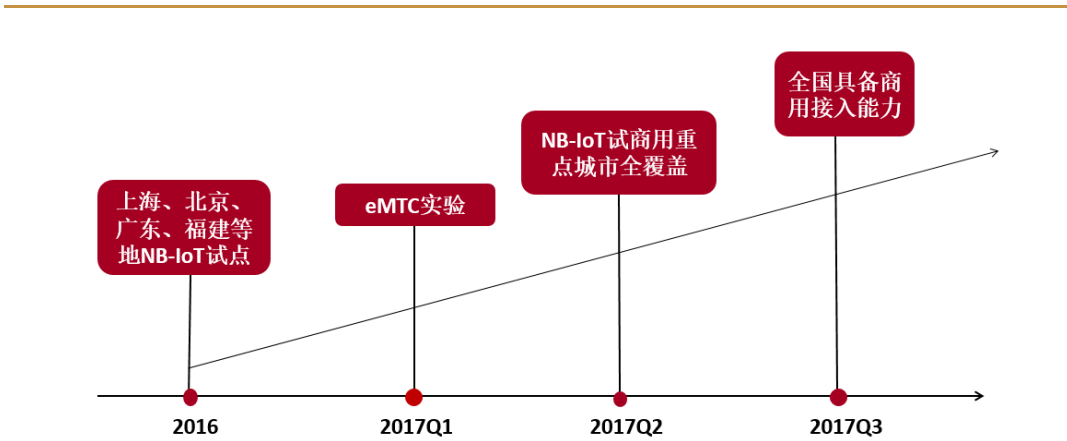 上海、北京、
广东、福建等
地NB-IoT试点
eMTC实验
NB-IoT试商用重
点城市全覆盖
全国具备商
用接入能力
2016
2017Q1
2017Q2
2017Q3